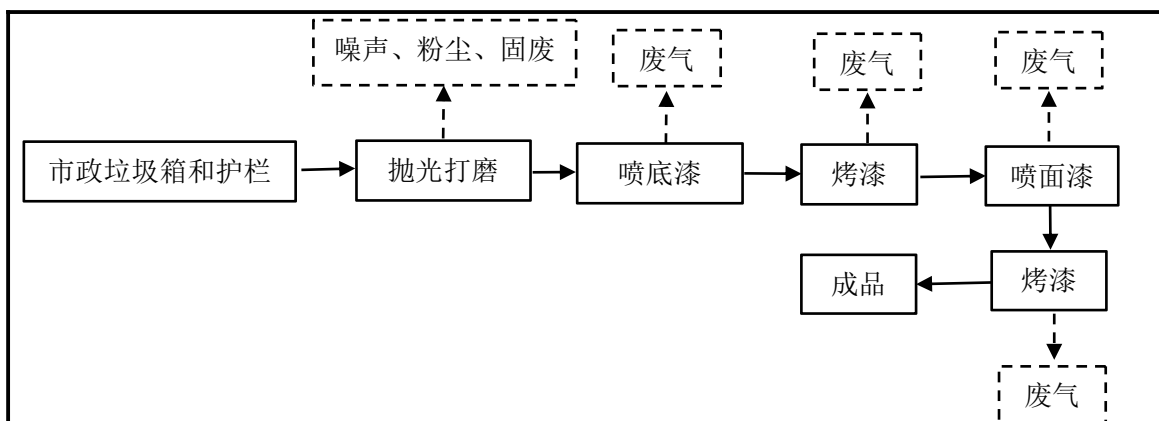 噪声、粉尘、固废
废气
废气
废气
市政垃圾箱和护栏
抛光打磨
喷底漆
烤漆
喷面漆
成品
烤漆
废气